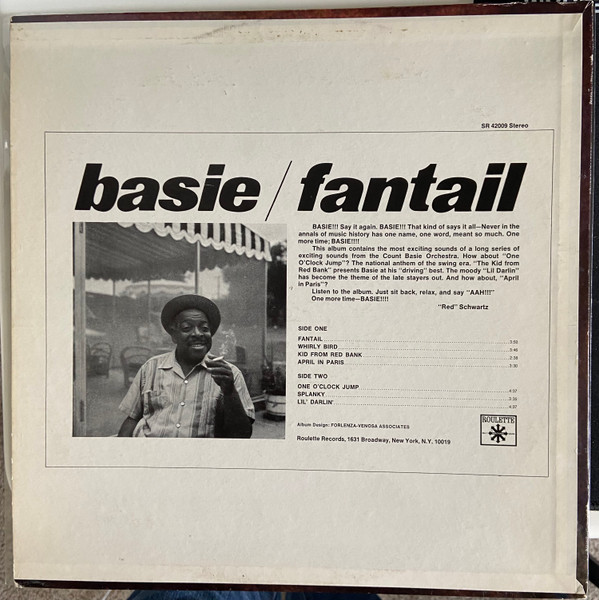 SR 42009 Stereo
basie / fantail
BASIE!!! Say it again. BASIE!!! That kind of says it all—Never in the
annals of music history has one name, one word, meant so much. One
more time; BASIE!!!!
This album contains the most exciting sounds of a long series of
exciting sounds from the Count Basie Orchestra. How about "One
O'Clock Jump"? The national anthem of the swing era. "The Kid from
Red Bank" presents Basie at his "driving" best. The moody "Lil Darlin"
has become the theme of the late stayers out. And how about, "April
in Paris"?
Listen to the album. Just sit back, relax, and say "AAH!!!"
One more time—BASIE!!!!
"Red" Schwartz
SIDE ONE
FANTAIL
WHIRLY BIRD
KID FROM RED BANK
APRIL IN PARIS
SIDE TWO
ONE O'CLOCK JUMP 4:27
SPLANKY
LIL' DARLIN'
Album Dusign: FORLENZA-VENOSA ASSOCIATES
Roulette Records, 1631 Broadway, New York, N.Y. 10019
ROULETTE